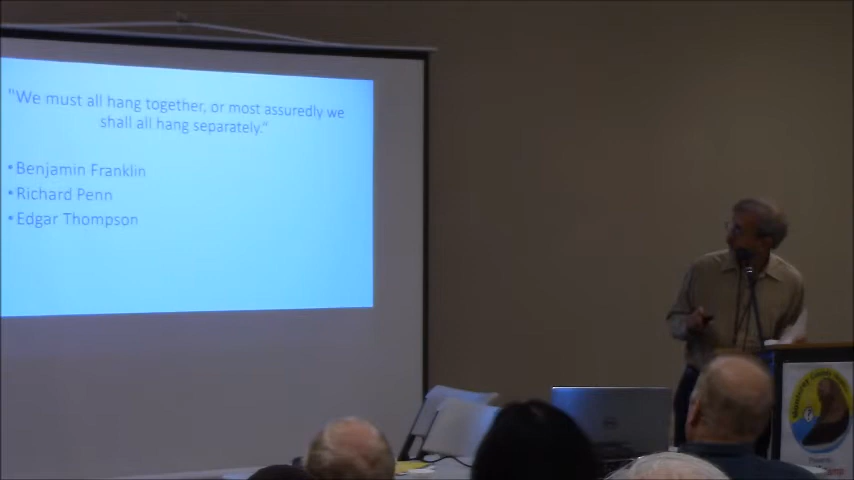 "We must all hang together, or most assuredly we
shall all hang separately."
•Benjamin Franklin
•Richard Penn
•Edgar Thompson